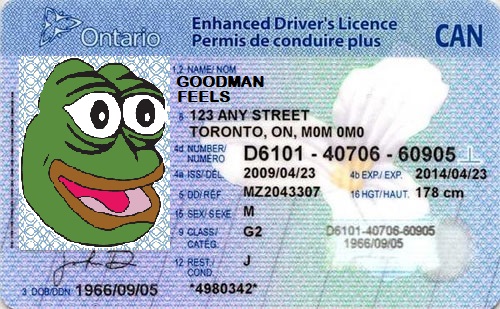 Ontario
Enhanced Driver's Licence
Permis de conduire plus
CAN
1,2 NAME/ NOM
GOODMAN
FEELS
8 123 ANY STREET
TORONTO, ON, M0M 0M0
4d NUMBER/ NUMÉRO D6101 - 40706 - 60905
4a ISS/DÉL. 2009/04/23 4b EXP./ EXP. 2014/04/23
5 DD/RÉF MZ2043307 16 HGT/HAUT. 178 cm
15 SEX/ SEXE M
9 CLASS/ CATÉG. G2
D6101-40706-60905
1966/09/05
12 REST./ COND. J
3 DOB/DDN 1966/09/05 *4980342*